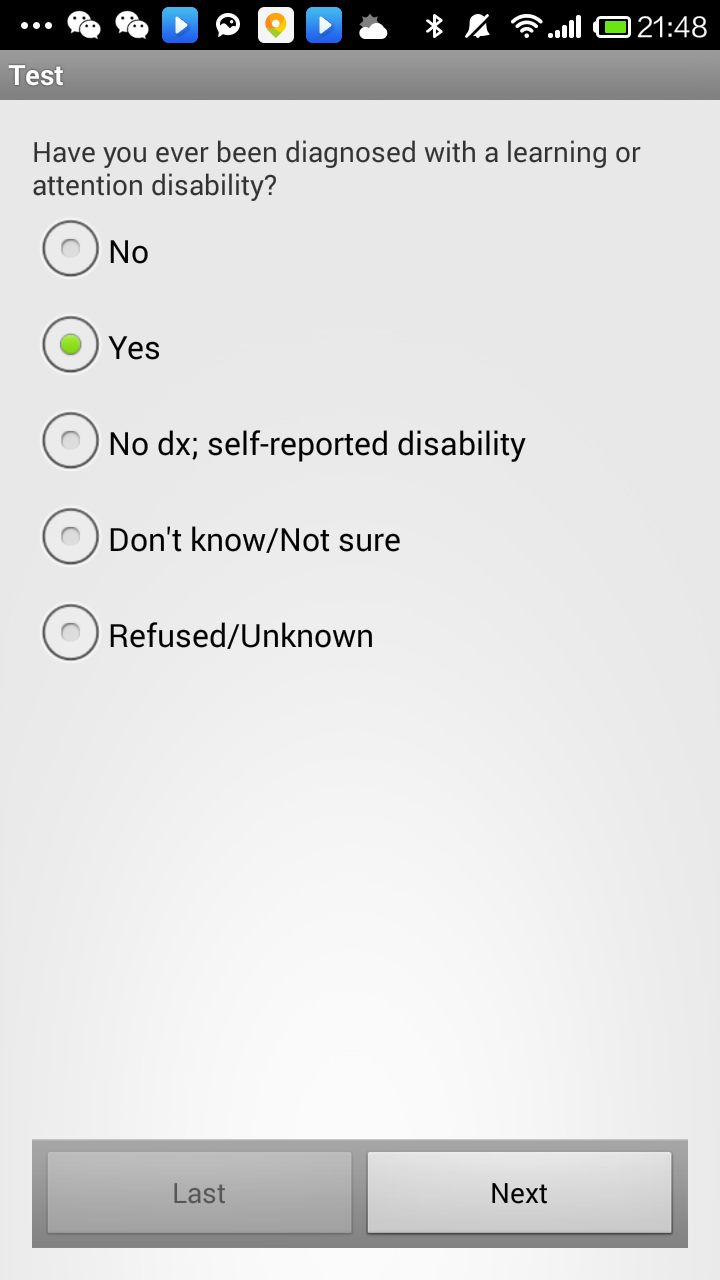 21:48
Test
Have you ever been diagnosed with a learning or
attention disability?
No
Yes
No dx; self-reported disability
Don't know/Not sure
Refused/Unknown
Last
Next